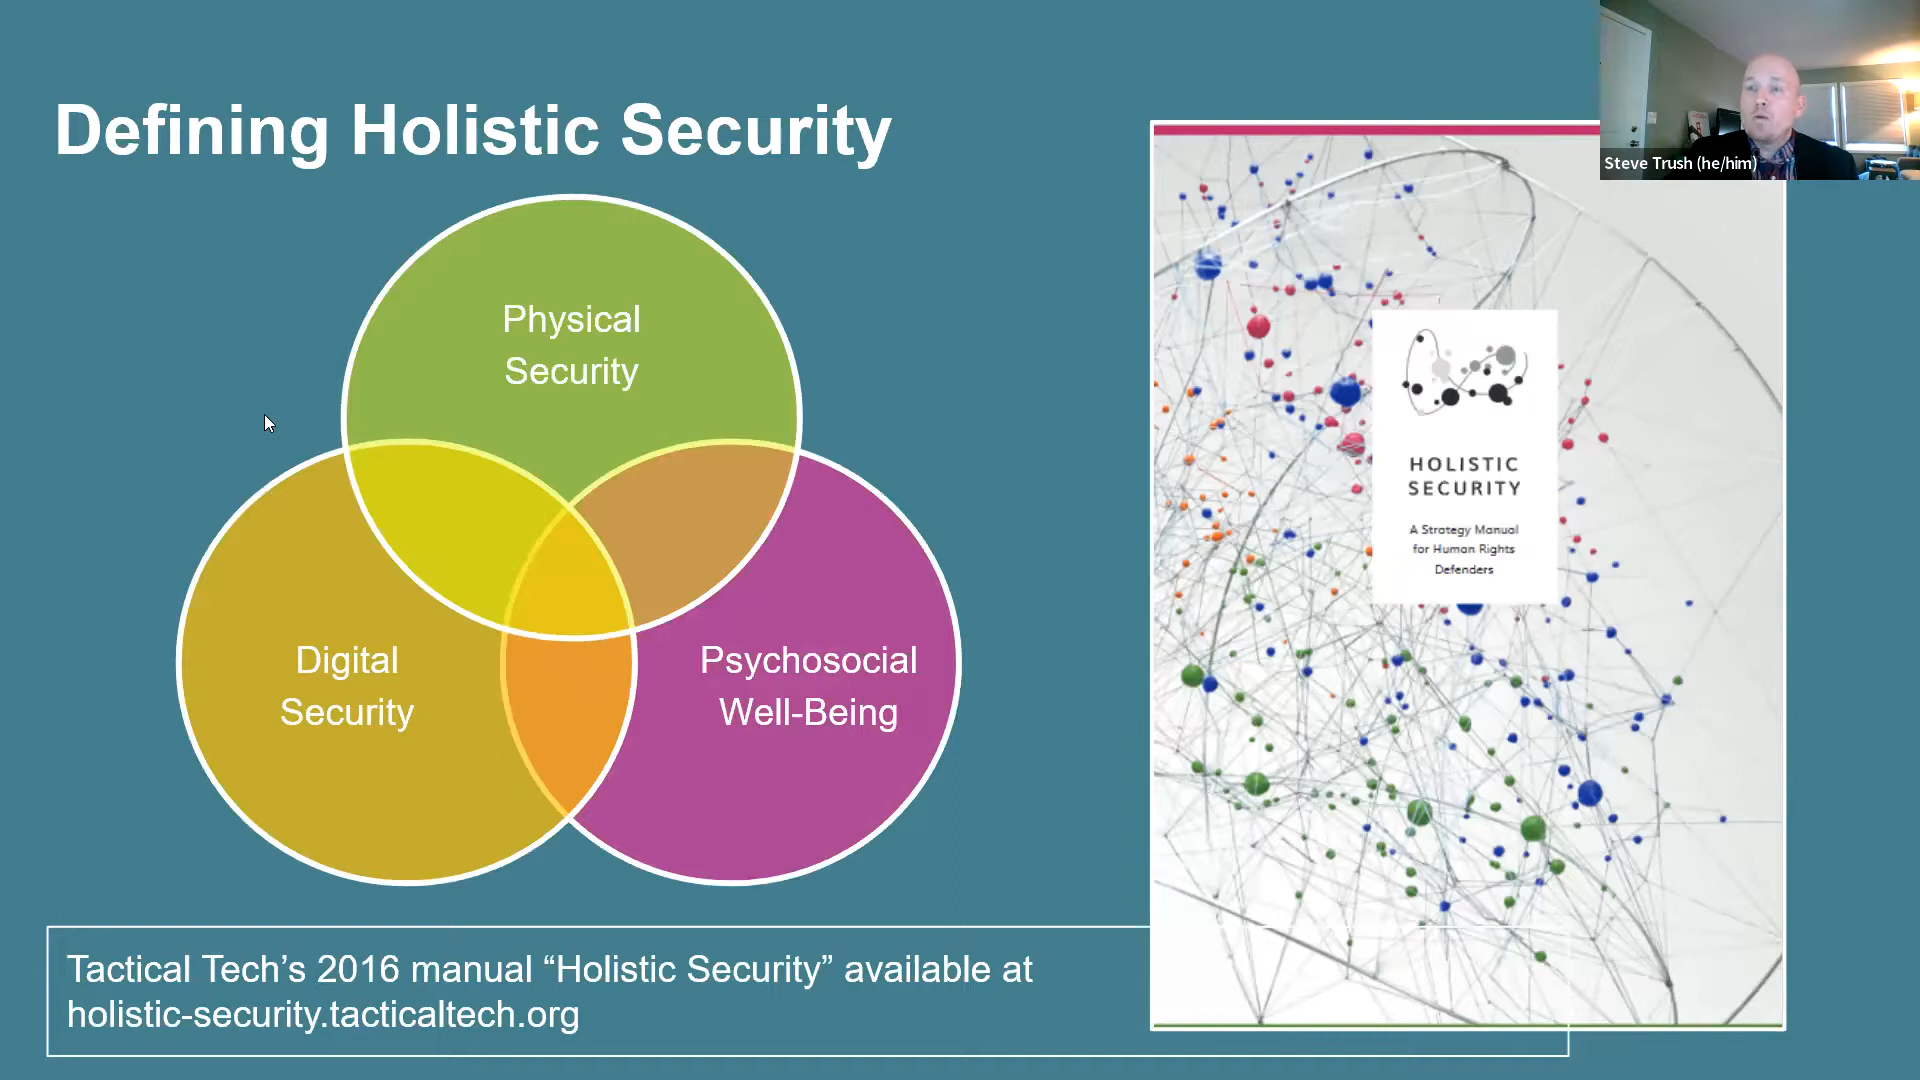 Defining Holistic Security
Steve Trush (he/him)
Physical
Security
Digital
Security
Psychosocial
Well-Being
HOLISTIC
SECURITY
A Strategy Manual
for Human Rights
Defenders
Tactical Tech’s 2016 manual “Holistic Security” available at
holistic-security.tacticaltech.org